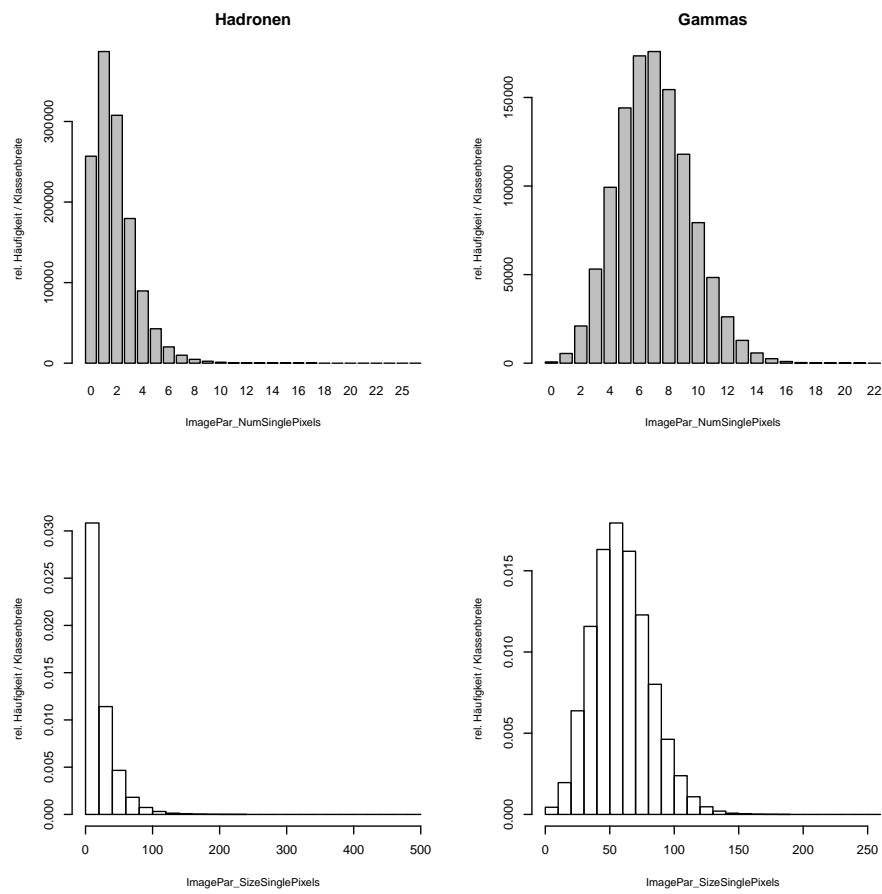 Hadronen
rel. Häufigkeit / Klassenbreite
300000
200000
100000
0
0 2 4 6 8 10 12 14 16 18 20 22 25
ImagePar_NumSinglePixels
Gammas
rel. Häufigkeit / Klassenbreite
150000
100000
50000
0
0 2 4 6 8 10 12 14 16 18 20 22
ImagePar_NumSinglePixels
rel. Häufigkeit / Klassenbreite
0.030
0.025
0.020
0.015
0.010
0.005
0.000
0 100 200 300 400 500
ImagePar_SizeSinglePixels
rel. Häufigkeit / Klassenbreite
0.015
0.010
0.005
0.000
0 50 100 150 200 250
ImagePar_SizeSinglePixels